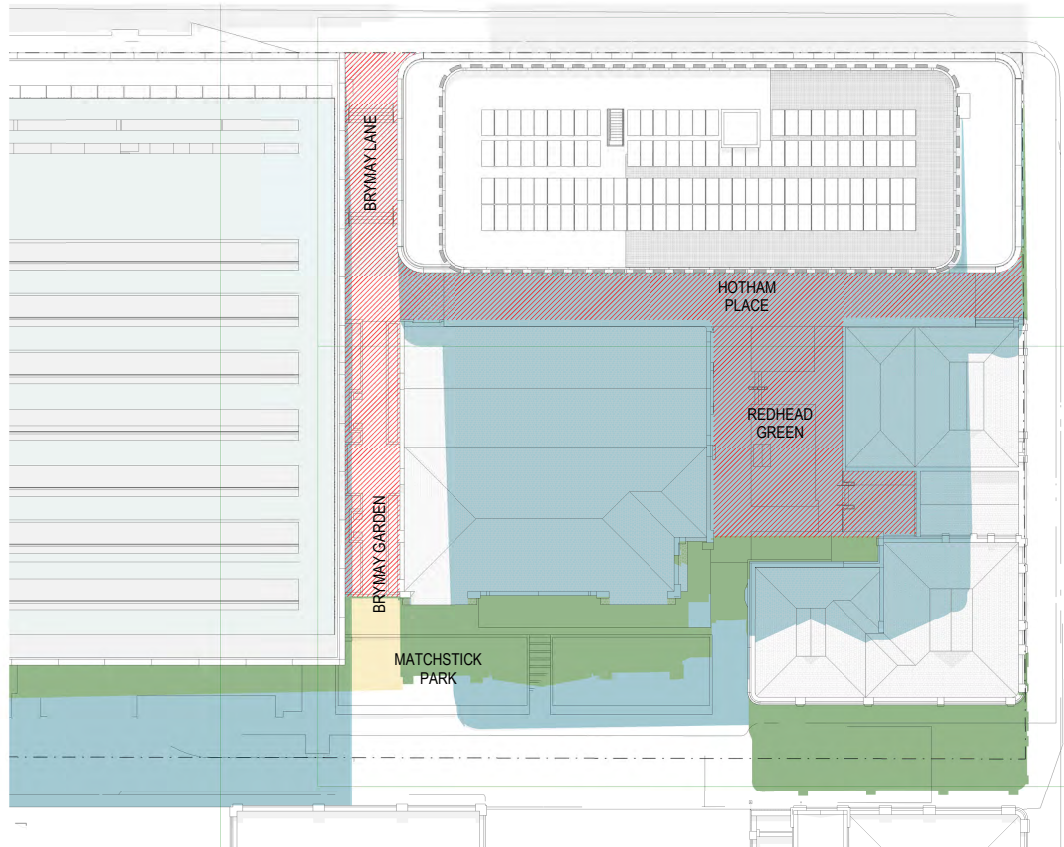 BRYMAY LANE
HOTHAM
PLACE
REDHEAD
GREEN
BRYMAY GARDEN
MATCHSTICK
PARK